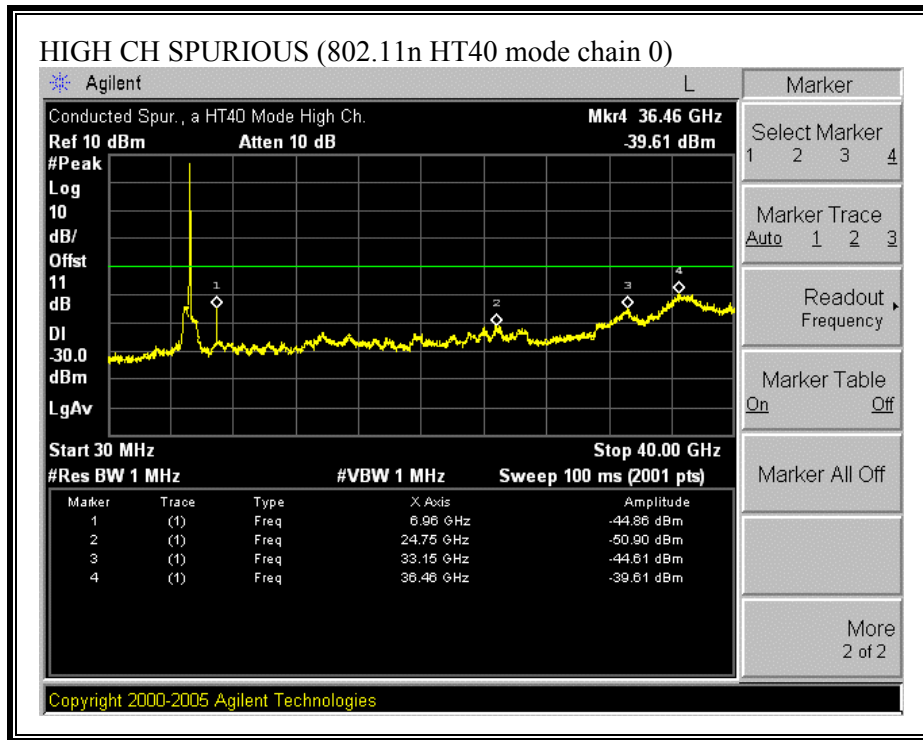 HIGH CH SPURIOUS (802.11n HT40 mode chain 0)
Agilent L
Conducted Spur., a HT40 Mode High Ch. Mkr4 36.46 GHz
Ref 10 dBm Atten 10 dB -39.61 dBm
#Peak
Log
10
dB/
Offst
11
dB
DI
-30.0
dBm
LgAv
1
2
3
4
Start 30 MHz Stop 40.00 GHz
#Res BW 1 MHz #VBW 1 MHz Sweep 100 ms (2001 pts)
Marker Trace Type X Axis Amplitude
1 (1) Freq 6.96 GHz -44.86 dBm
2 (1) Freq 24.75 GHz -50.90 dBm
3 (1) Freq 33.15 GHz -44.61 dBm
4 (1) Freq 36.46 GHz -39.61 dBm
Marker
Select Marker
1 2 3 4
Marker Trace
Auto 1 2 3
Readout
Frequency
Marker Table
On Off
Marker All Off
More
2 of 2
Copyright 2000-2005 Agilent Technologies